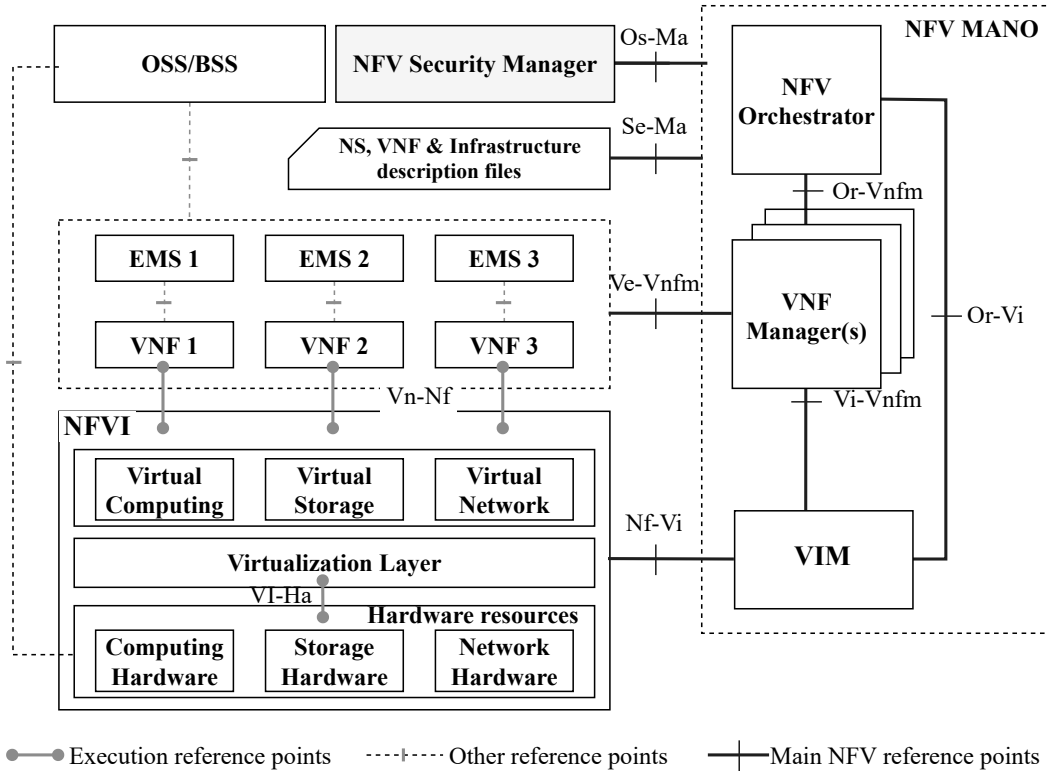 OSS/BSS
NFV Security Manager
Os-Ma
NFV MANO
NFV
Orchestrator
Se-Ma
NS, VNF & Infrastructure
description files
Or-Vnfm
EMS 1
EMS 2
EMS 3
Ve-Vnfm
VNF
Manager(s)
Or-Vi
VNF 1
VNF 2
VNF 3
Vn-Nf
Vi-Vnfm
NFVI
Virtual
Computing
Virtual
Storage
Virtual
Network
Nf-Vi
VIM
Virtualization Layer
VI-Ha
Hardware resources
Computing
Hardware
Storage
Hardware
Network
Hardware
Execution reference points
Other reference points
Main NFV reference points